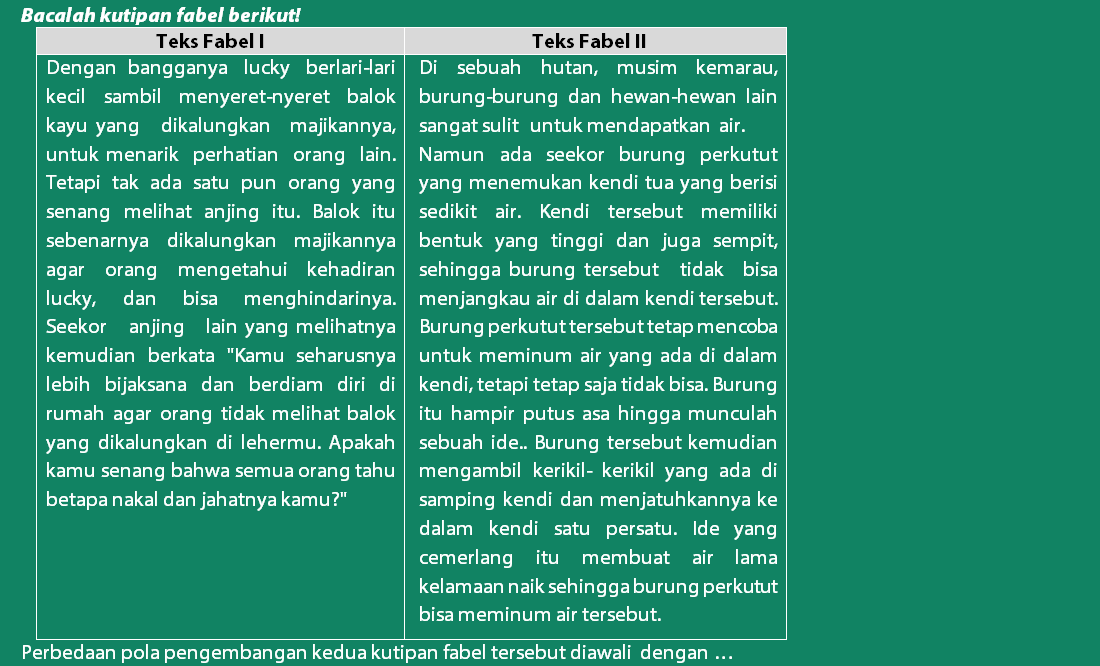 Bacalah kutipan fabel berikut!
Teks Fabel I
Dengan bangganya lucky berlari-lari
kecil sambil menyeret-nyeret balok
kayu yang dikalungkan majikannya,
untuk menarik perhatian orang lain.
Tetapi tak ada satu pun orang yang
senang melihat anjing itu. Balok itu
sebenarnya dikalungkan majikannya
agar orang mengetahui kehadiran
lucky, dan bisa menghindarinya.
Seekor anjing lain yang melihatnya
kemudian berkata "Kamu seharusnya
lebih bijaksana dan berdiam diri di
rumah agar orang tidak melihat balok
yang dikalungkan di lehermu. Apakah
kamu senang bahwa semua orang tahu
betapa nakal dan jahatnya kamu?"
Teks Fabel II
Di sebuah hutan, musim kemarau,
burung-burung dan hewan-hewan lain
sangat sulit untuk mendapatkan air.
Namun ada seekor burung perkutut
yang menemukan kendi tua yang berisi
sedikit air. Kendi tersebut memiliki
bentuk yang tinggi dan juga sempit,
sehingga burung tersebut tidak bisa
menjangkau air di dalam kendi tersebut.
Burung perkutut tersebut tetap mencoba
untuk meminum air yang ada di dalam
kendi, tetapi tetap saja tidak bisa. Burung
itu hampir putus asa hingga munculah
sebuah ide.. Burung tersebut kemudian
mengambil kerikil- kerikil yang ada di
samping kendi dan menjatuhkannya ke
dalam kendi satu persatu. Ide yang
cemerlang itu membuat air lama
kelamaan naik sehingga burung perkutut
bisa meminum air tersebut.
Perbedaan pola pengembangan kedua kutipan fabel tersebut diawali dengan ...